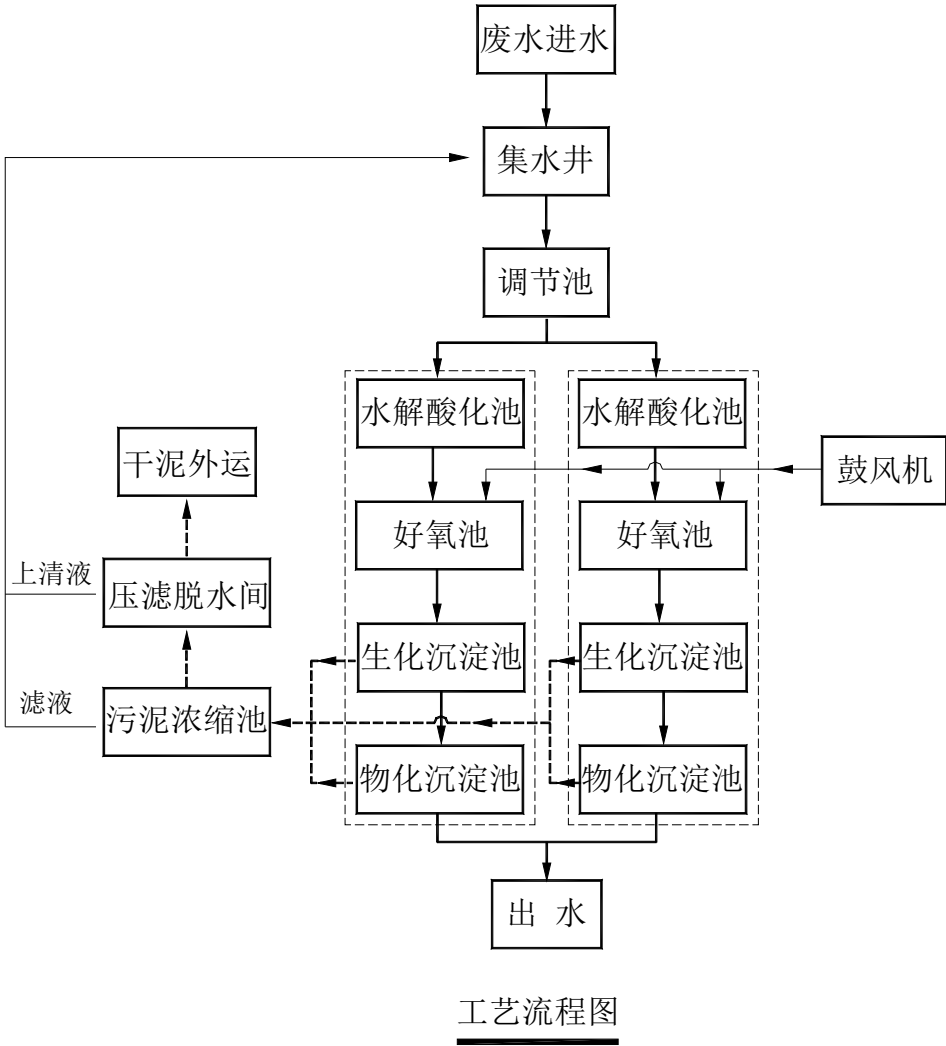 废水进水
集水井
调节池
水解酸化池
水解酸化池
干泥外运
鼓风机
好氧池
好氧池
上清液
压滤脱水间
生化沉淀池
生化沉淀池
滤液
污泥浓缩池
物化沉淀池
物化沉淀池
出 水
工艺流程图